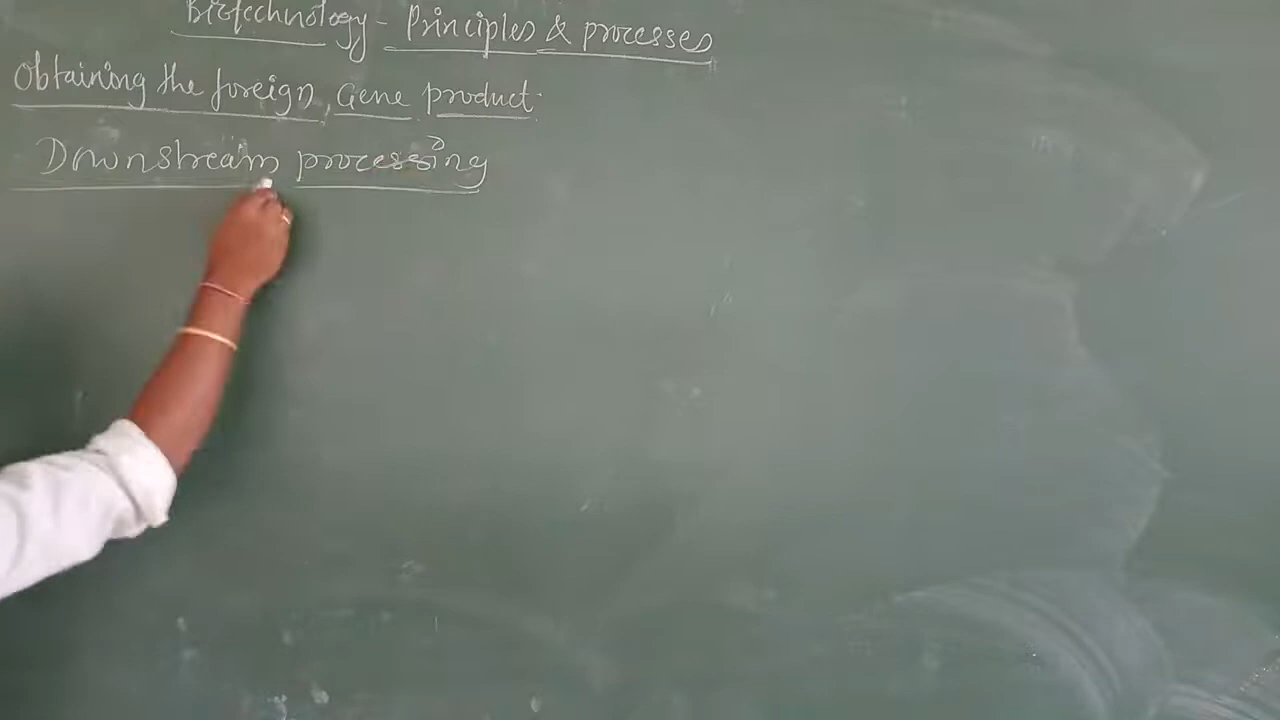 Biotechnology - Principles & processes
Obtaining the foreign Gene product.
Downstream processing